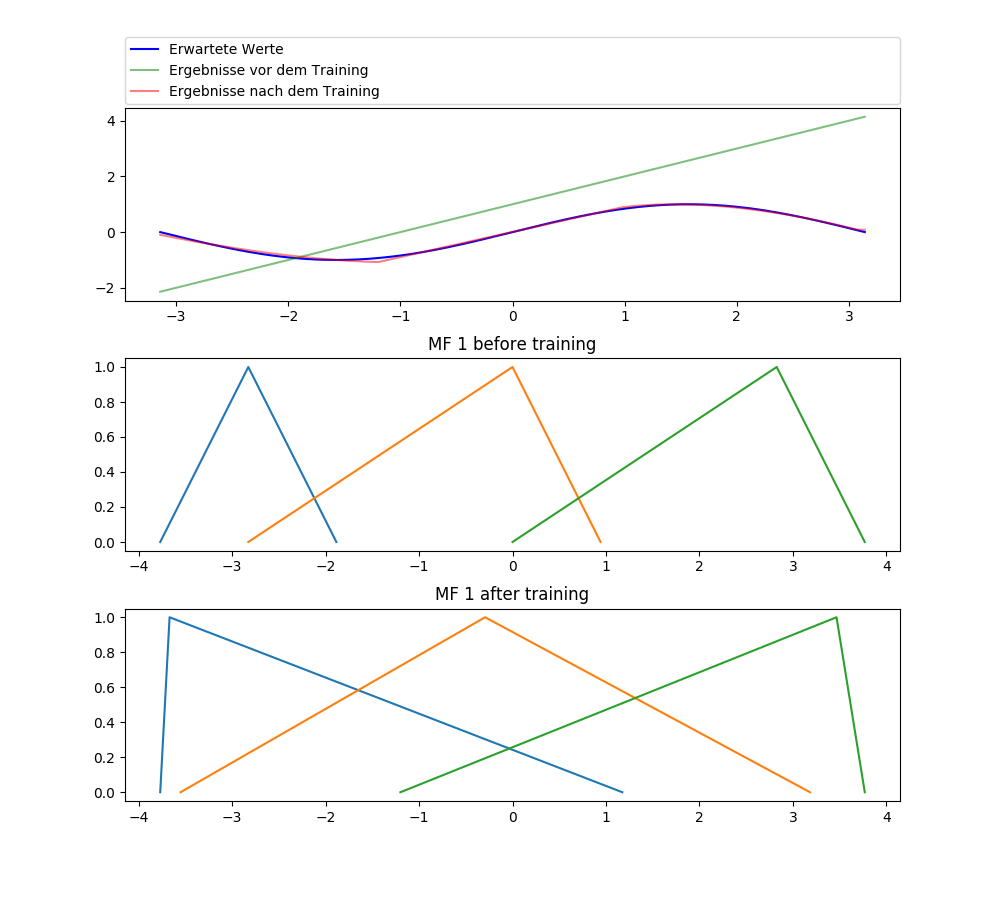 Erwartete Werte
Ergebnisse vor dem Training
Ergebnisse nach dem Training
4
2
0
−2
−3 −2 −1 0 1 2 3
MF 1 before training
1.0
0.8
0.6
0.4
0.2
0.0
−4 −3 −2 −1 0 1 2 3 4
MF 1 after training
1.0
0.8
0.6
0.4
0.2
0.0
−4 −3 −2 −1 0 1 2 3 4